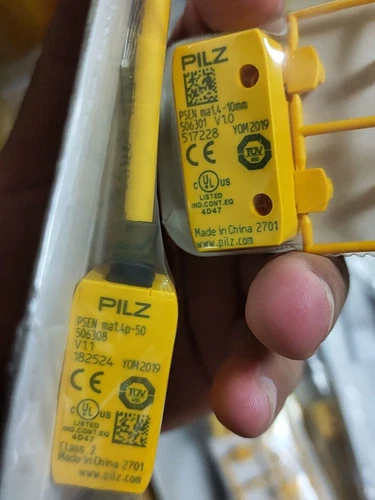 PILZ
PSEN ma1.4-10mm
506301 V1.0
517228 YOM 2019
CE
TÜV
c UL US
LISTED
IND.CONT.EQ
4D47
Made in China 2701
www.pilz.com
PILZ
PSEN ma1.4p-50
506308
V1.1
182524 YOM 2019
CE
TÜV
c UL US
LISTED
IND.CONT.EQ
4D47
Class 2
Made in China 2701
www.pilz.com